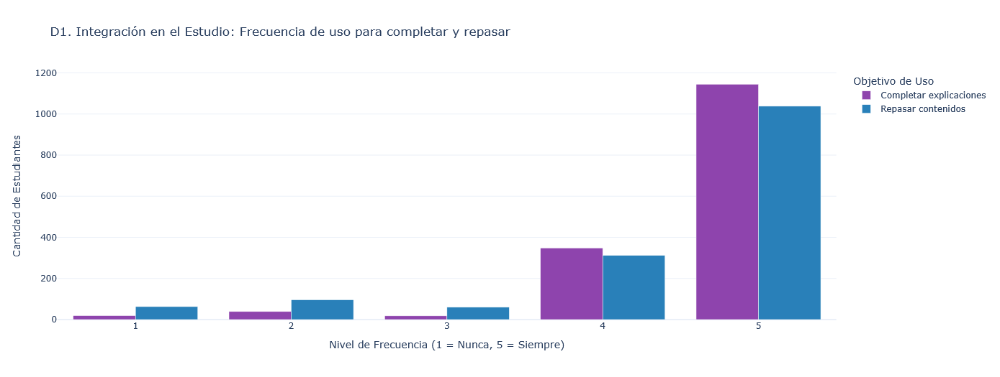 D1. Integración en el Estudio: Frecuencia de uso para completar y repasar
Cantidad de Estudiantes
1200
1000
800
600
400
200
0
1 2 3 4 5
Nivel de Frecuencia (1 = Nunca, 5 = Siempre)
Objetivo de Uso
Completar explicaciones
Repasar contenidos